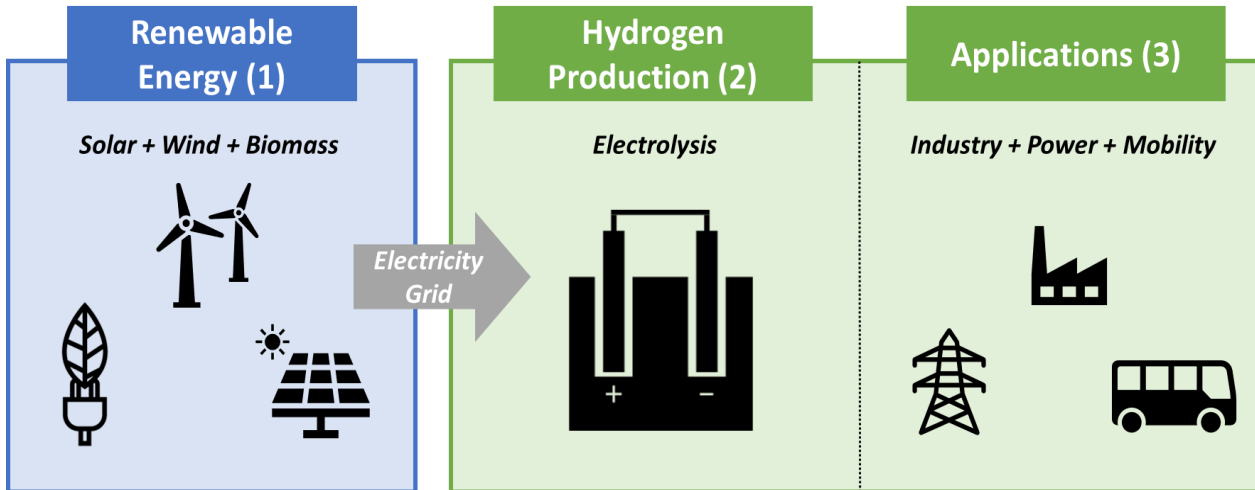 Renewable
Energy (1)
Solar + Wind + Biomass
Electricity
Grid
Hydrogen
Production (2)
Electrolysis
+ −
Applications (3)
Industry + Power + Mobility